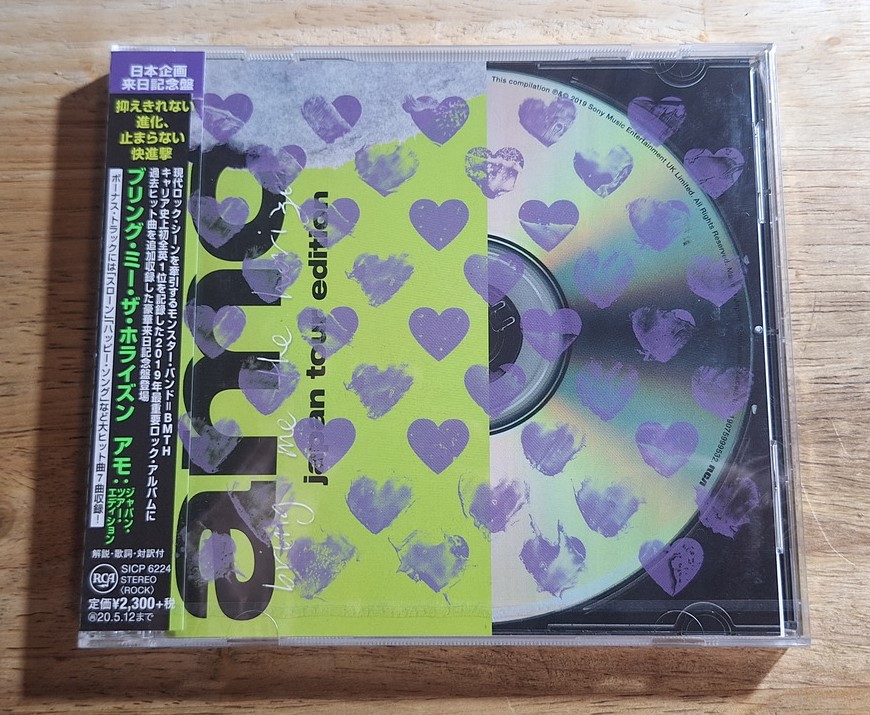 日本企画
来日記念盤
抑えきれない
進化、
止まらない
快進撃
現代ロック・シーンを牽引するモンスター・バンド=BMTH
キャリア史上初全英1位を記録した2019年最重要ロック・アルバムに
過去ヒット曲を追加収録した豪華来日記念盤登場
ブリング・ミー・ザ・ホライズン アモ:ジャパン・ツアー・エディション
ボーナス・トラックには「スローン」「ハッピー・ソング」など大ヒット曲7曲収録!
解説・歌詞・対訳付
RCA
SICP 6224
STEREO
(ROCK)
定価¥2,300+税
20.5.12まで
amo
bring me the horizon
japan tour edition
This compilation ℗&© 2019 Sony Music Entertainment UK Limited. All Rights Reserved.
19075999532
RCA